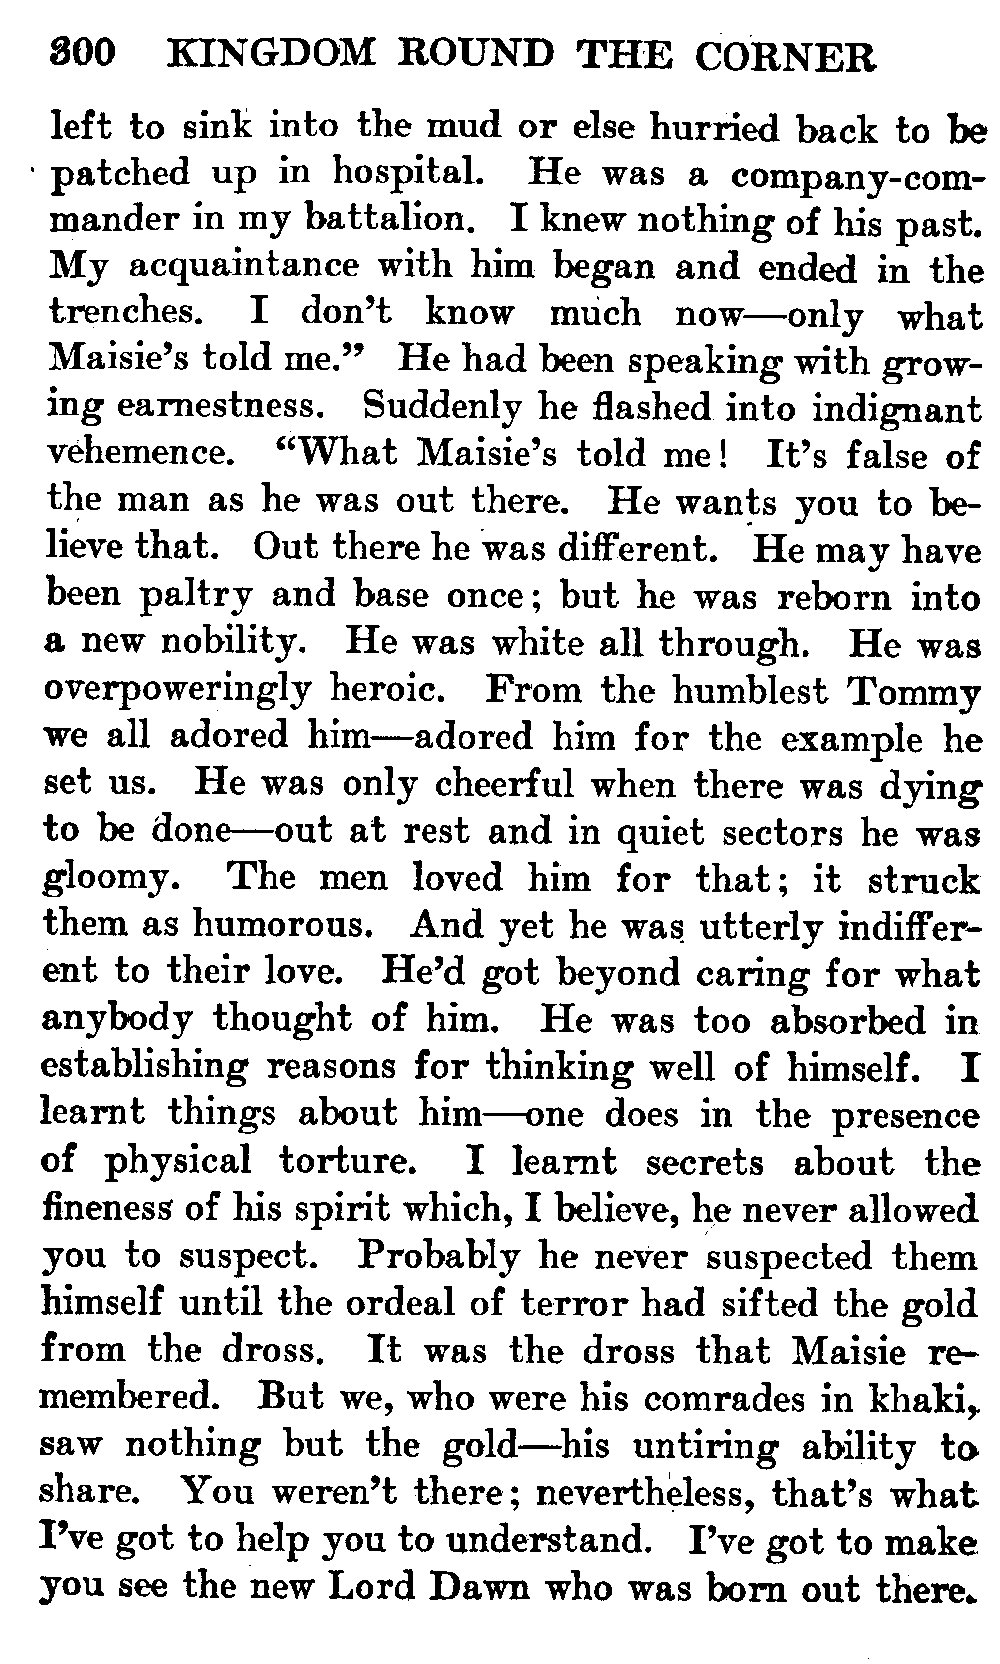 300 KINGDOM ROUND THE CORNER
left to sink into the mud or else hurried back to be
patched up in hospital. He was a company-com-
mander in my battalion. I knew nothing of his past.
My acquaintance with him began and ended in the
trenches. I don't know much now—only what
Maisie's told me." He had been speaking with grow-
ing earnestness. Suddenly he flashed into indignant
vehemence. "What Maisie's told me! It's false of
the man as he was out there. He wants you to be-
lieve that. Out there he was different. He may have
been paltry and base once; but he was reborn into
a new nobility. He was white all through. He was
overpoweringly heroic. From the humblest Tommy
we all adored him—adored him for the example he
set us. He was only cheerful when there was dying
to be done—out at rest and in quiet sectors he was
gloomy. The men loved him for that; it struck
them as humorous. And yet he was utterly indiffer-
ent to their love. He'd got beyond caring for what
anybody thought of him. He was too absorbed in
establishing reasons for thinking well of himself. I
learnt things about him—one does in the presence
of physical torture. I learnt secrets about the
fineness of his spirit which, I believe, he never allowed
you to suspect. Probably he never suspected them
himself until the ordeal of terror had sifted the gold
from the dross. It was the dross that Maisie re-
membered. But we, who were his comrades in khaki,
saw nothing but the gold—his untiring ability to
share. You weren't there; nevertheless, that's what
I've got to help you to understand. I've got to make
you see the new Lord Dawn who was born out there.